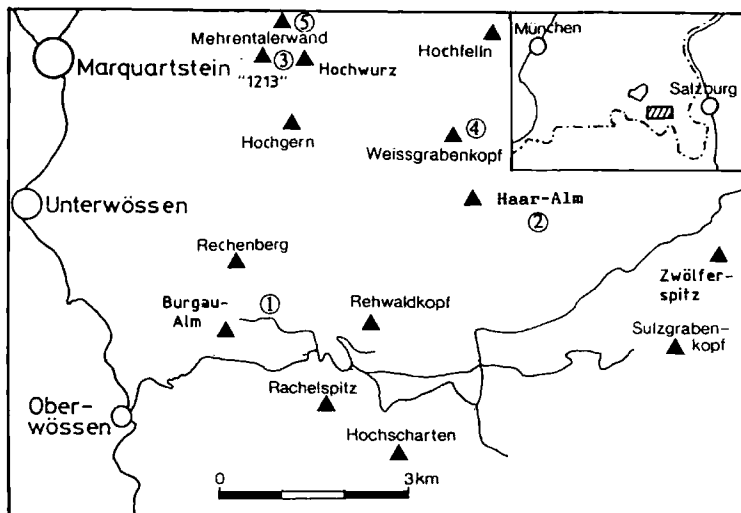 ⑤
Mehrentalerwand
③
Marquartstein
"1213"
Hochwurz
Hochfelln
München
Salzburg
Hochgern
④
Weissgrabenkopf
Unterwössen
Haar-Alm
②
Rechenberg
Zwölfer-
spitz
Burgau-
Alm
①
Rehwaldkopf
Sulzgraben-
kopf
Ober-
wössen
Rachelspitz
Hochscharten
0
3km